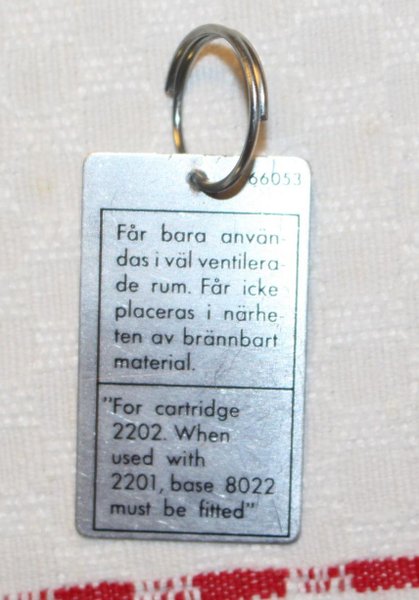 66053
Får bara använ-
das i väl ventilera-
de rum. Får icke
placeras i närhe-
ten av brännbart
material.
"For cartridge
2202. When
used with
2201, base 8022
must be fitted"